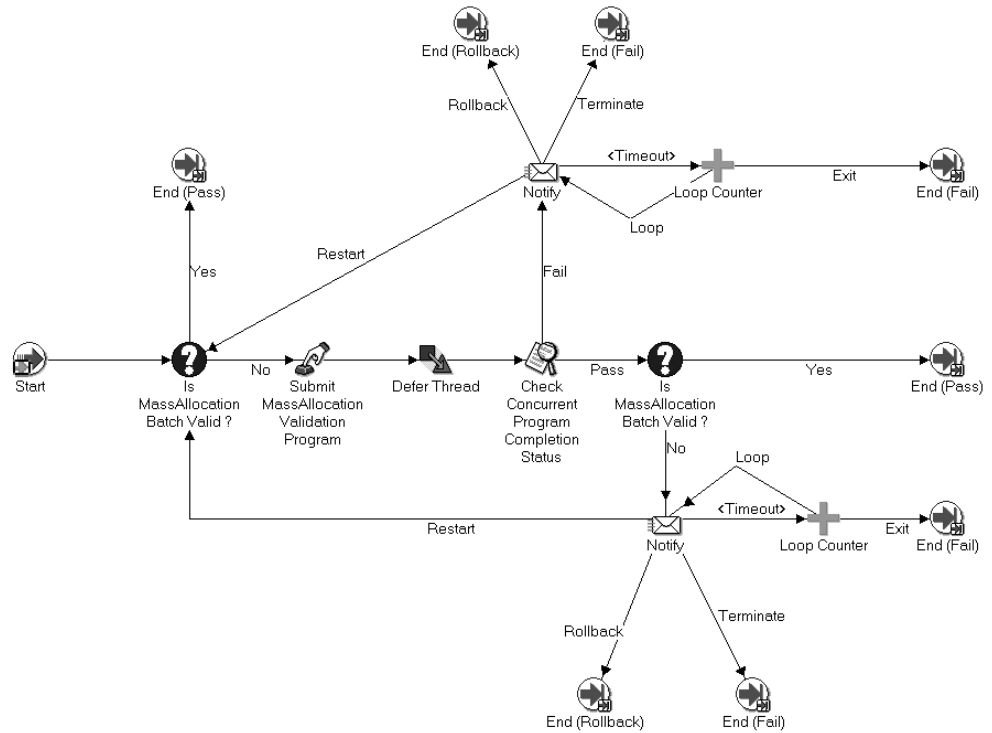 End (Rollback)
End (Fail)
Rollback
Terminate
<Timeout>
End (Pass)
Notify
Loop Counter
Exit
End (Fail)
Loop
Restart
Yes
Fail
Start
Is
MassAllocation
Batch Valid ?
No
Submit
MassAllocation
Validation
Program
Defer Thread
Check
Concurrent
Program
Completion
Status
Pass
Is
MassAllocation
Batch Valid ?
Yes
End (Pass)
No
Loop
<Timeout>
Restart
Notify
Loop Counter
Exit
End (Fail)
Rollback
Terminate
End (Rollback)
End (Fail)